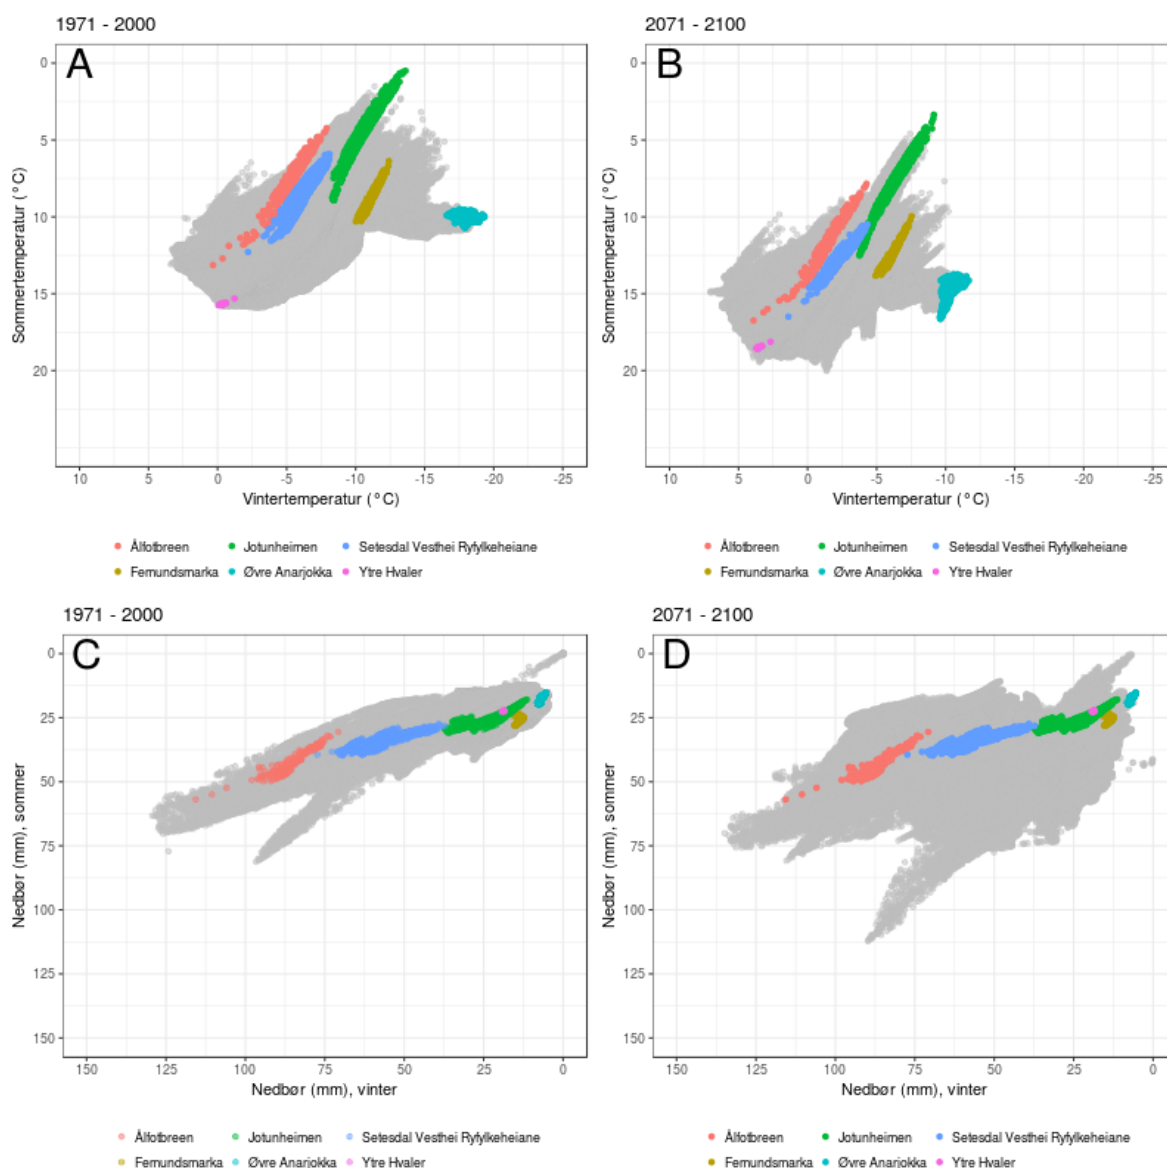 1971 - 2000
A
0
5
10
15
20
Sommertemperatur (°C)
10 5 0 -5 -10 -15 -20 -25
Vintertemperatur (°C)
Ålfotbreen Jotunheimen Setesdal Vesthei Ryfylkeheiane
Femundsmarka Øvre Anarjokka Ytre Hvaler
2071 - 2100
B
0
5
10
15
20
Sommertemperatur (°C)
10 5 0 -5 -10 -15 -20 -25
Vintertemperatur (°C)
Ålfotbreen Jotunheimen Setesdal Vesthei Ryfylkeheiane
Femundsmarka Øvre Anarjokka Ytre Hvaler
1971 - 2000
C
0
25
50
75
100
125
150
Nedbør (mm), sommer
150 125 100 75 50 25 0
Nedbør (mm), vinter
Ålfotbreen Jotunheimen Setesdal Vesthei Ryfylkeheiane
Femundsmarka Øvre Anarjokka Ytre Hvaler
2071 - 2100
D
0
25
50
75
100
125
150
Nedbør (mm), sommer
150 125 100 75 50 25 0
Nedbør (mm), vinter
Ålfotbreen Jotunheimen Setesdal Vesthei Ryfylkeheiane
Femundsmarka Øvre Anarjokka Ytre Hvaler